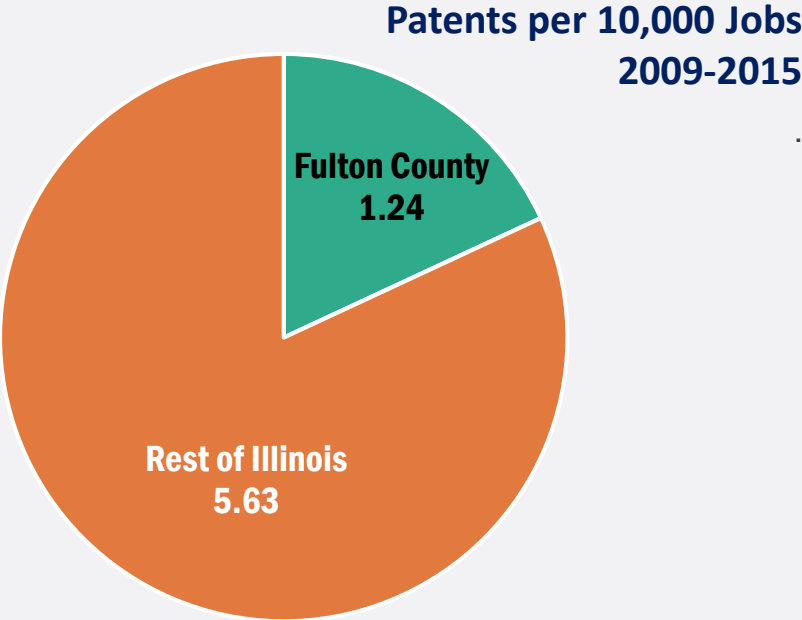 Patents per 10,000 Jobs
2009-2015
.
Fulton County
1.24
Rest of Illinois
5.63